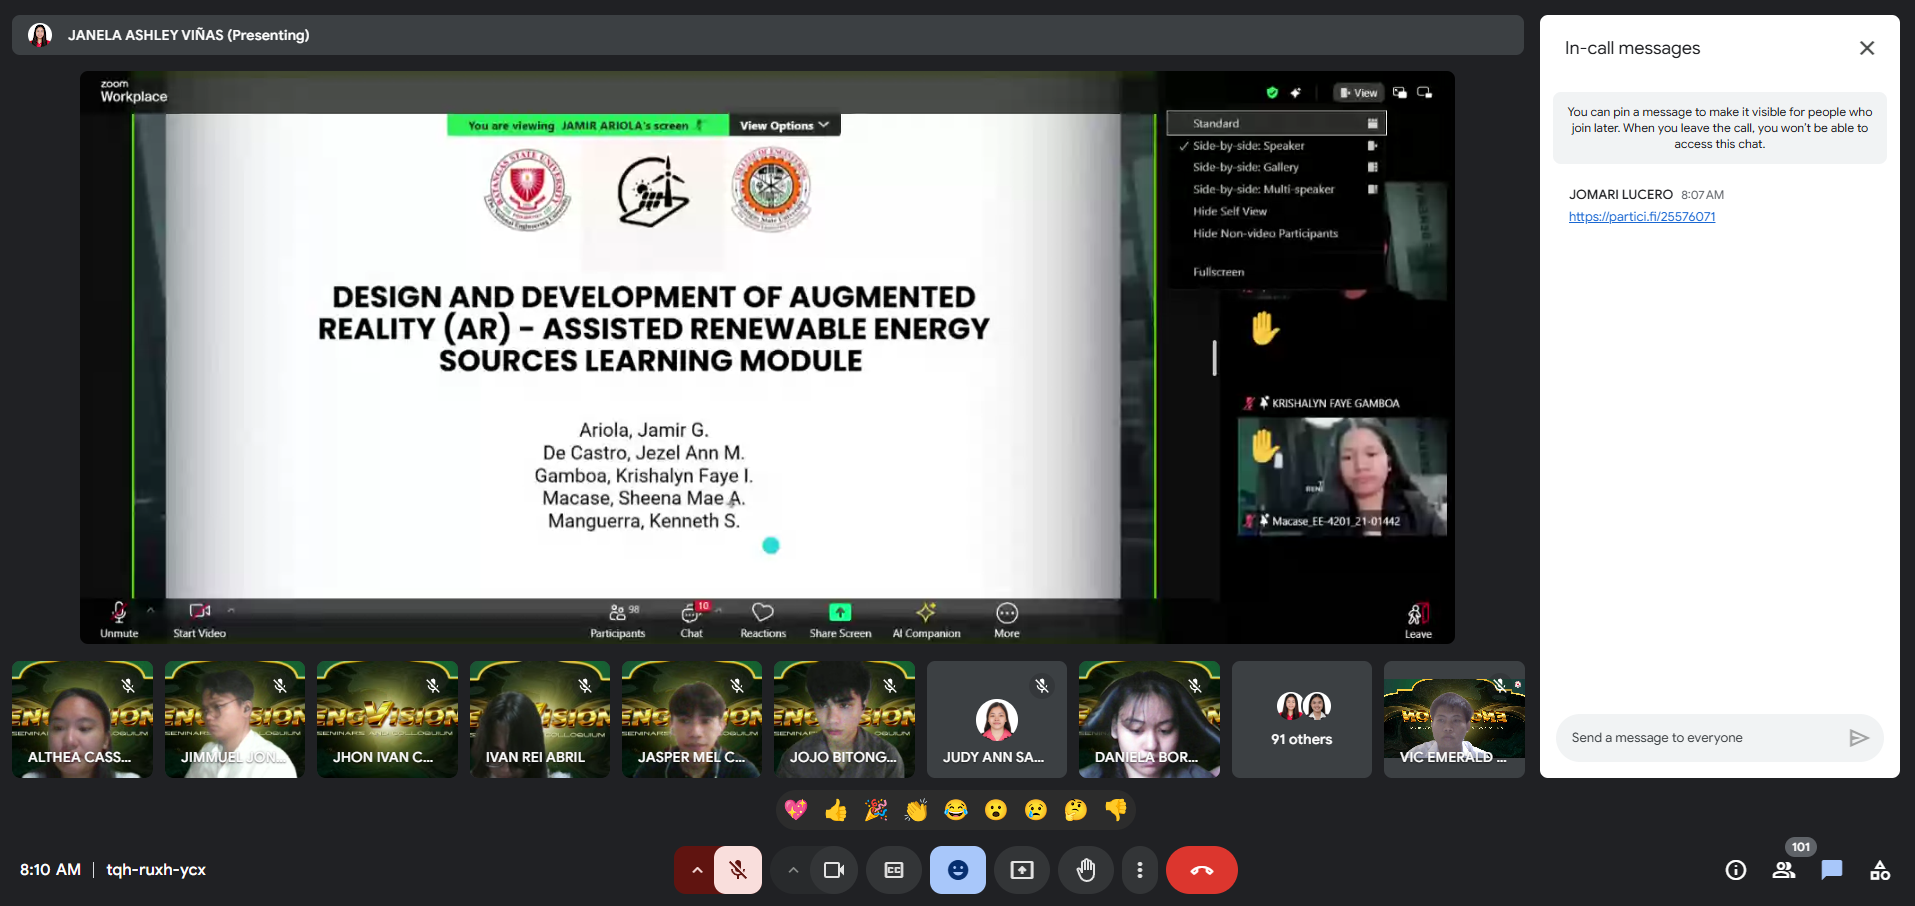 JANELA ASHLEY VIÑAS (Presenting)
zoom
Workplace
You are viewing JAMIR ARIOLA's screen
View Options
View
Standard
Side-by-side: Speaker
Side-by-side: Gallery
Side-by-side: Multi-speaker
Hide Self View
Hide Non-video Participants
Fullscreen
DESIGN AND DEVELOPMENT OF AUGMENTED
REALITY (AR) - ASSISTED RENEWABLE ENERGY
SOURCES LEARNING MODULE
Ariola, Jamir G.
De Castro, Jezel Ann M.
Gamboa, Krishalyn Faye I.
Macase, Sheena Mae A.
Manguerra, Kenneth S.
KRISHALYN FAYE GAMBOA
Macase_EE-4201_21-01442
Unmute
Start Video
98
Participants
10
Chat
Reactions
Share Screen
AI Companion
More
Leave
ALTHEA CASS...
JIMMUEL JON...
ENGVISION
JHON IVAN C...
IVAN REI ABRIL
JASPER MEL C...
JOJO BITONG...
JUDY ANN SA...
DANIELA BOR...
91 others
VIC EMERALD ...
8:10 AM
tqh-ruxh-ycx
CC
101
In-call messages
You can pin a message to make it visible for people who
join later. When you leave the call, you won't be able to
access this chat.
JOMARI LUCERO 8:07 AM
https://partici.fi/25576071
Send a message to everyone